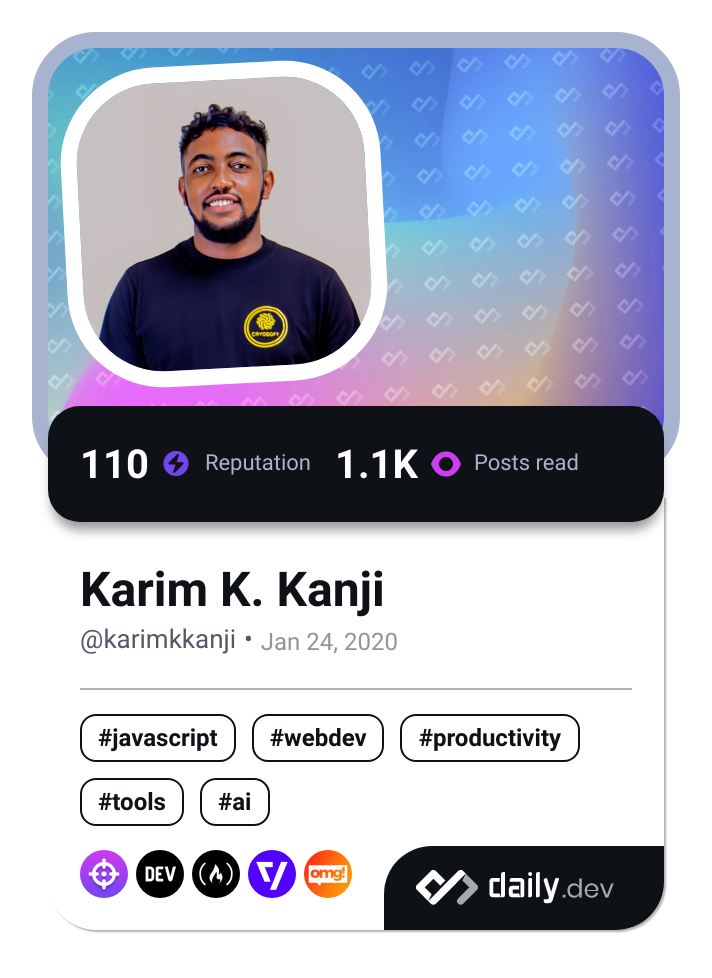 CRYOSOFT
110 Reputation 1.1K Posts read
Karim K. Kanji
@karimkkanji • Jan 24, 2020
#javascript #webdev #productivity
#tools #ai
DEV omg!
daily.dev